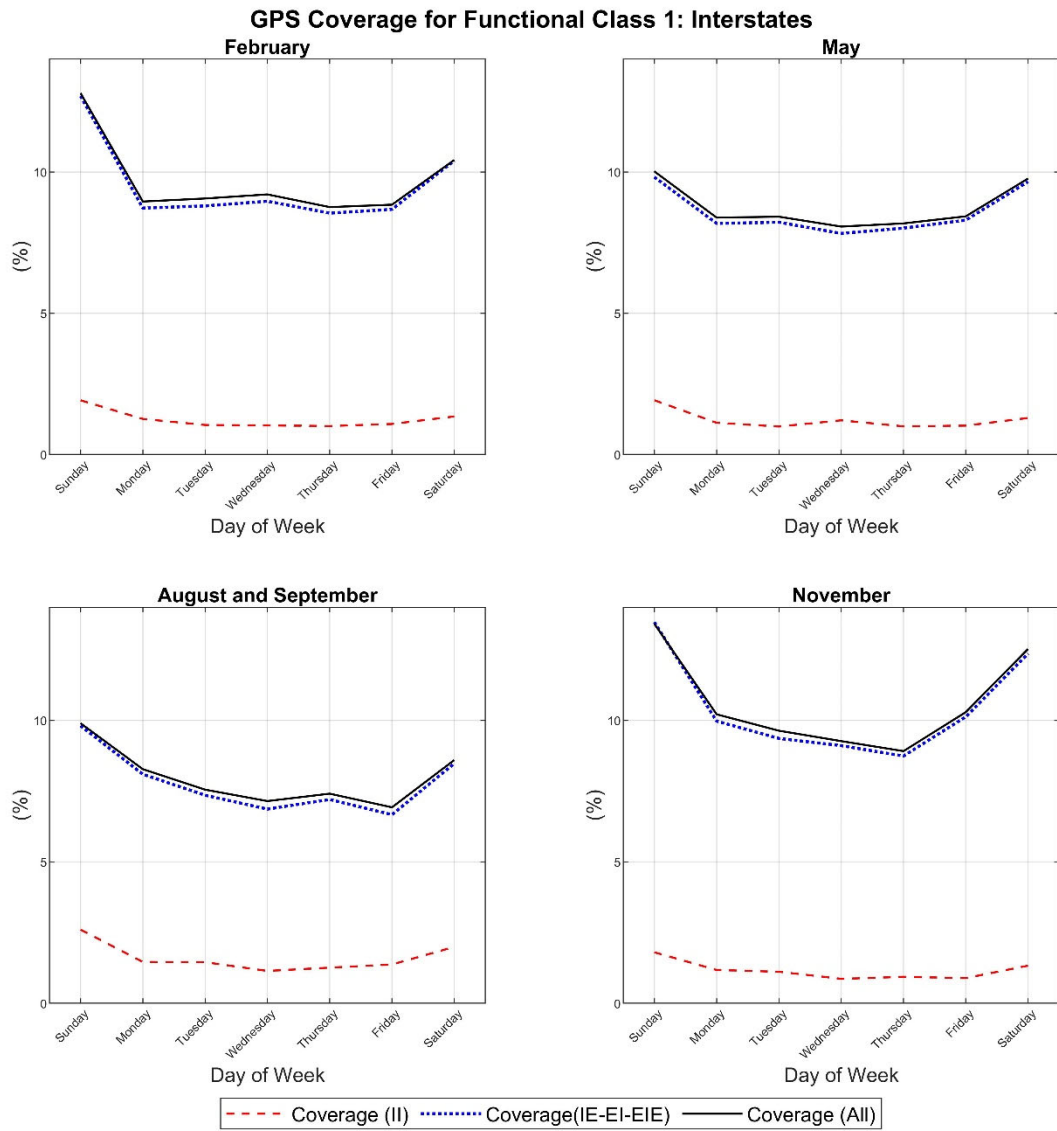 GPS Coverage for Functional Class 1: Interstates
February
10
5
0
(%)
Sunday
Monday
Tuesday
Wednesday
Thursday
Friday
Saturday
Day of Week
May
10
5
0
(%)
Sunday
Monday
Tuesday
Wednesday
Thursday
Friday
Saturday
Day of Week
August and September
10
5
0
(%)
Sunday
Monday
Tuesday
Wednesday
Thursday
Friday
Saturday
Day of Week
November
10
5
0
(%)
Sunday
Monday
Tuesday
Wednesday
Thursday
Friday
Saturday
Day of Week
Coverage (II) Coverage(IE-EI-EIE) Coverage (All)